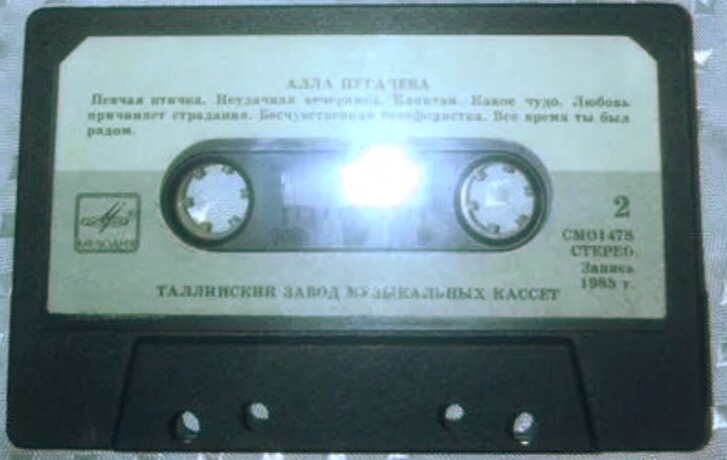 АЛЛА ПУГАЧЕВА
Певчая птичка. Неудачная вечеринка. Капитан. Какое чудо. Любовь
причиняет страдания. Бесчувственная телефонистка. Все время ты был
рядом.
МЕЛОДИЯ
2
СМ01478
СТЕРЕО
Запись
1985 г.
ТАЛЛИНСКИЙ ЗАВОД МУЗЫКАЛЬНЫХ КАССЕТ